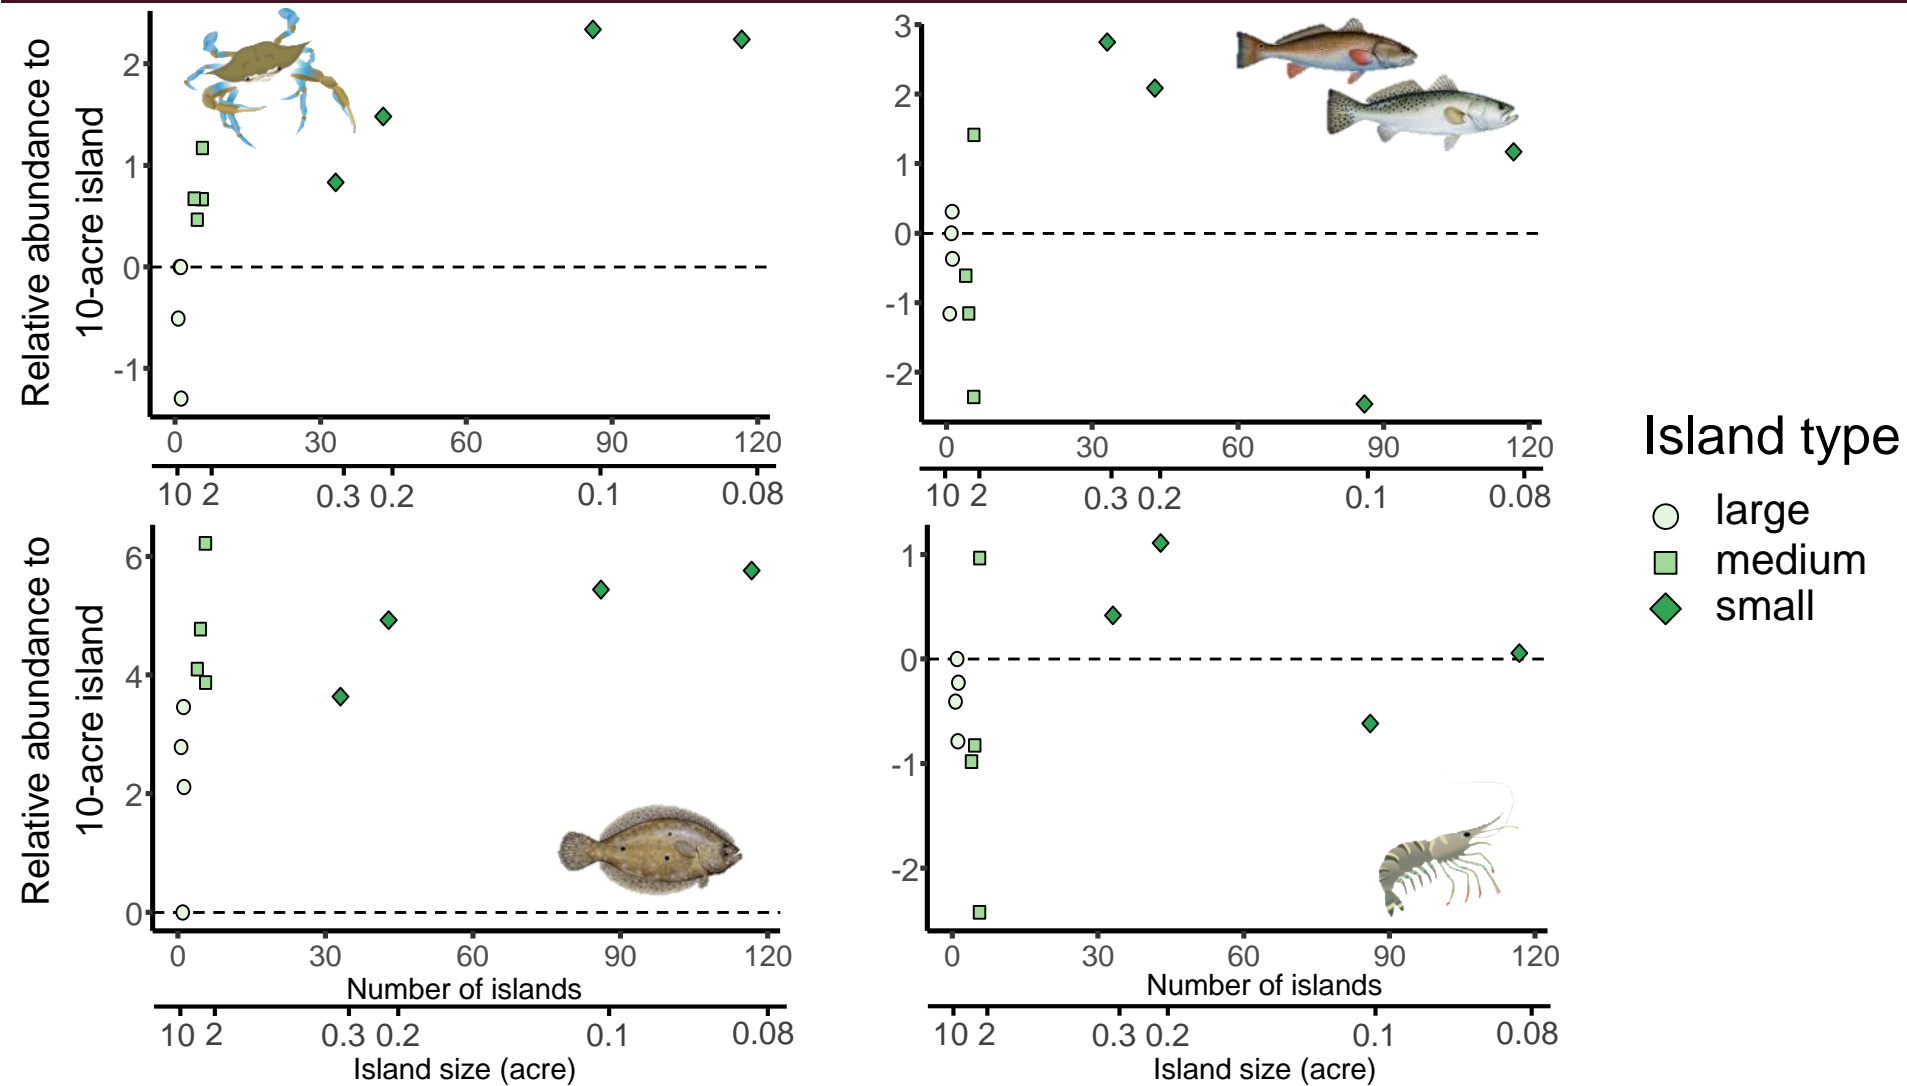 Relative abundance to
10-acre island
2
1
0
-1
0 30 60 90 120
10 2 0.3 0.2 0.1 0.08
3
2
1
0
-1
-2
0 30 60 90 120
10 2 0.3 0.2 0.1 0.08
Island type
large
medium
small
Relative abundance to
10-acre island
6
4
2
0
0 30 60 90 120
Number of islands
10 2 0.3 0.2 0.1 0.08
Island size (acre)
1
0
-1
-2
0 30 60 90 120
Number of islands
10 2 0.3 0.2 0.1 0.08
Island size (acre)